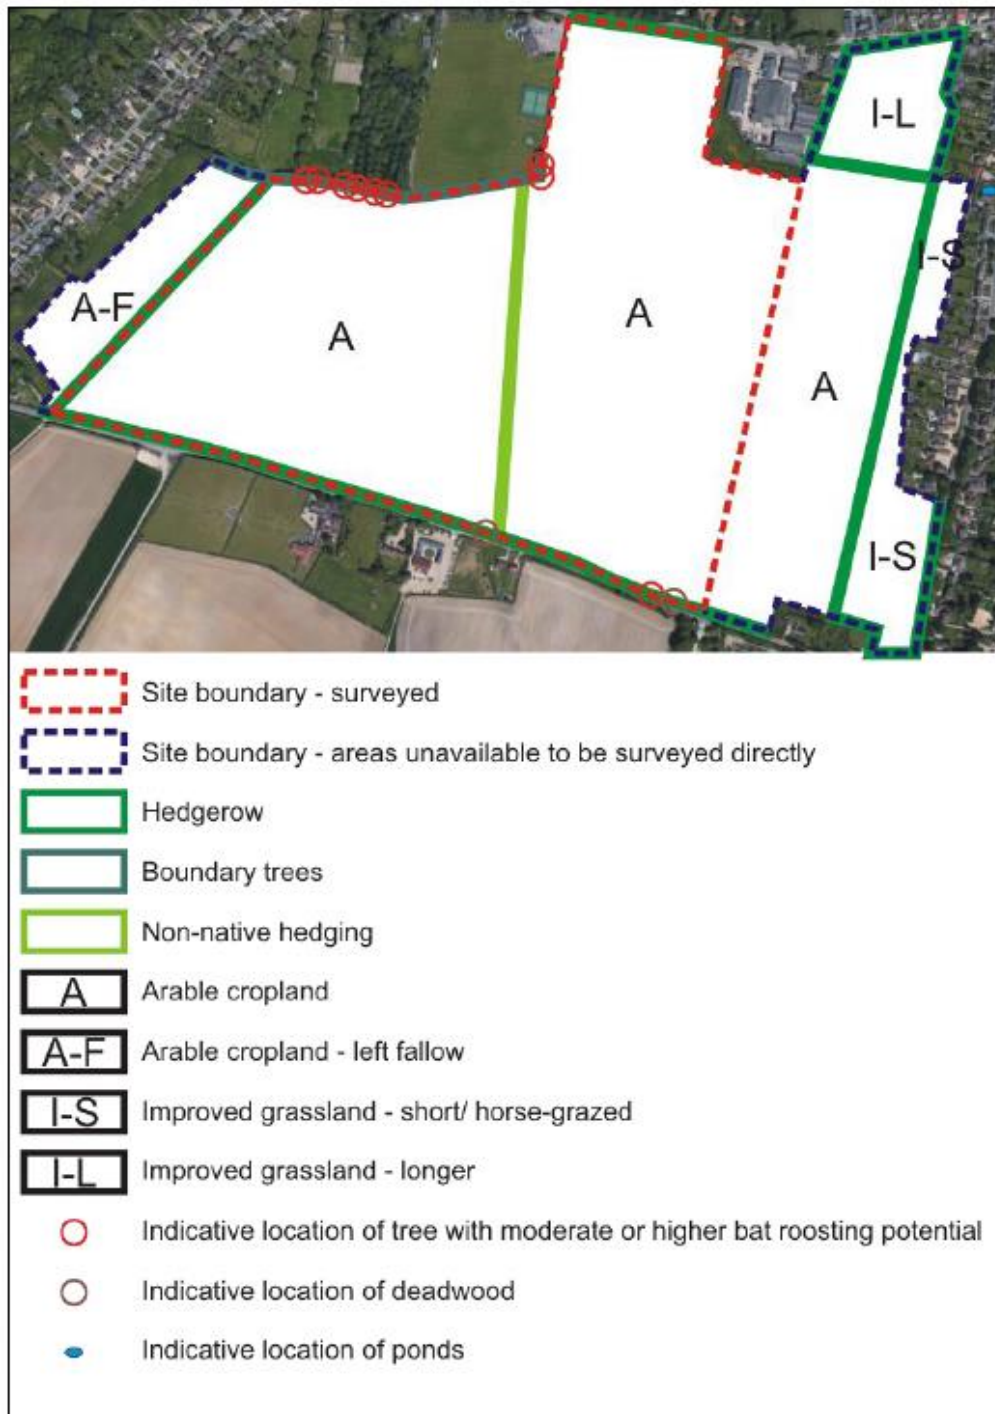 I-L
I-S
A-F
A
A
A
I-S
Site boundary - surveyed
Site boundary - areas unavailable to be surveyed directly
Hedgerow
Boundary trees
Non-native hedging
A Arable cropland
A-F Arable cropland - left fallow
I-S Improved grassland - short/ horse-grazed
I-L Improved grassland - longer
Indicative location of tree with moderate or higher bat roosting potential
Indicative location of deadwood
Indicative location of ponds